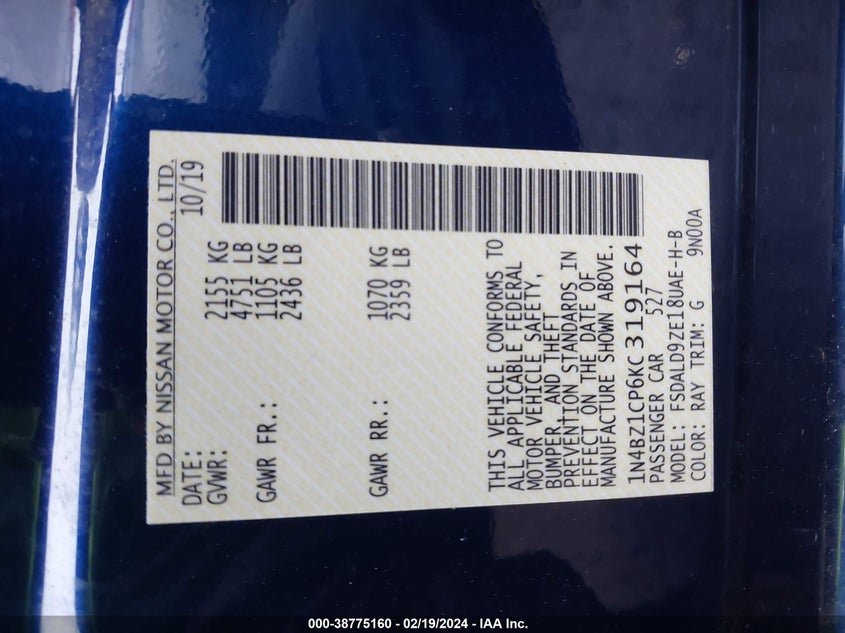 MFD BY NISSAN MOTOR CO., LTD.
DATE: 10/19
GVWR: 2155 KG
4751 LB
GAWR FR.: 1105 KG
2436 LB
GAWR RR.: 1070 KG
2359 LB
THIS VEHICLE CONFORMS TO
ALL APPLICABLE FEDERAL
MOTOR VEHICLE SAFETY,
BUMPER, AND THEFT
PREVENTION STANDARDS IN
EFFECT ON THE DATE OF
MANUFACTURE SHOWN ABOVE.
1N4BZ1CP6KC319164
PASSENGER CAR 527
MODEL: FSDALD9ZE18UAE-H-B
COLOR: RAY TRIM: G 9N00A
000-38775160 - 02/19/2024 - IAA Inc.